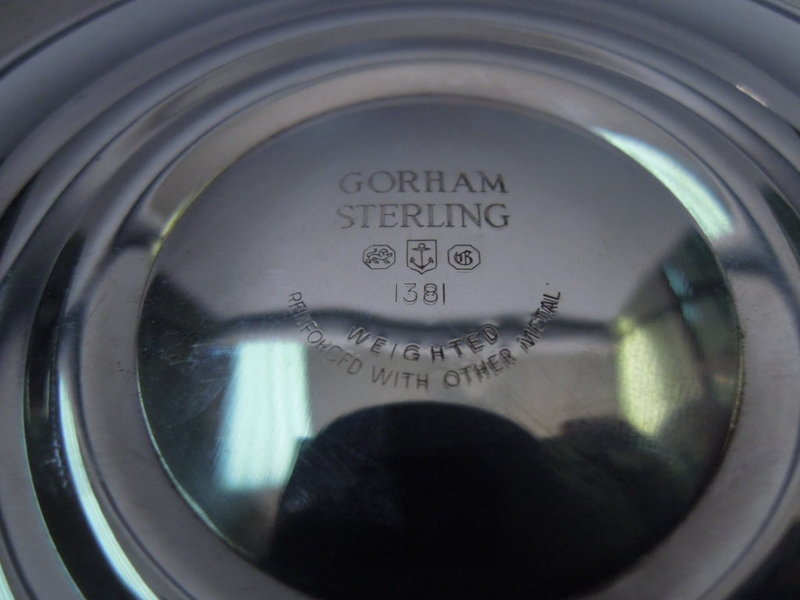 GORHAM
STERLING
G
1381
WEIGHTED
REINFORCED WITH OTHER METAL